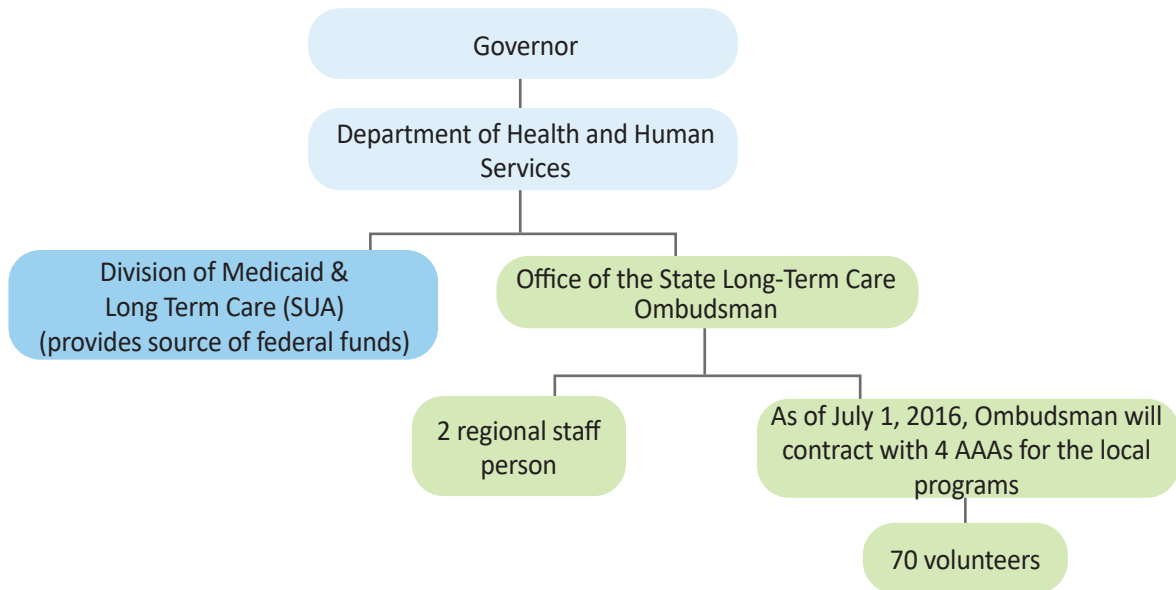 Governor
Department of Health and Human
Services
Division of Medicaid &
Long Term Care (SUA)
(provides source of federal funds)
Office of the State Long-Term Care
Ombudsman
2 regional staff
person
As of July 1, 2016, Ombudsman will
contract with 4 AAAs for the local
programs
70 volunteers